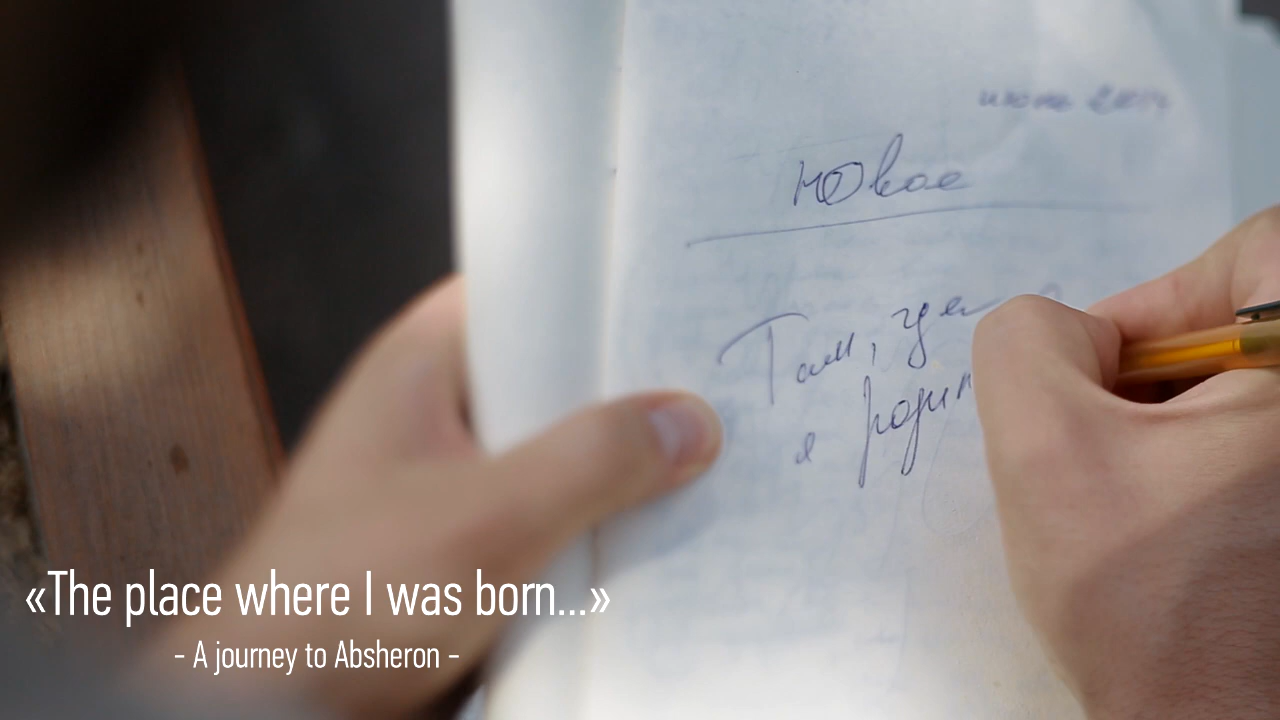 Новое
Там, где
я родил
«The place where I was born...»
- A journey to Absheron -